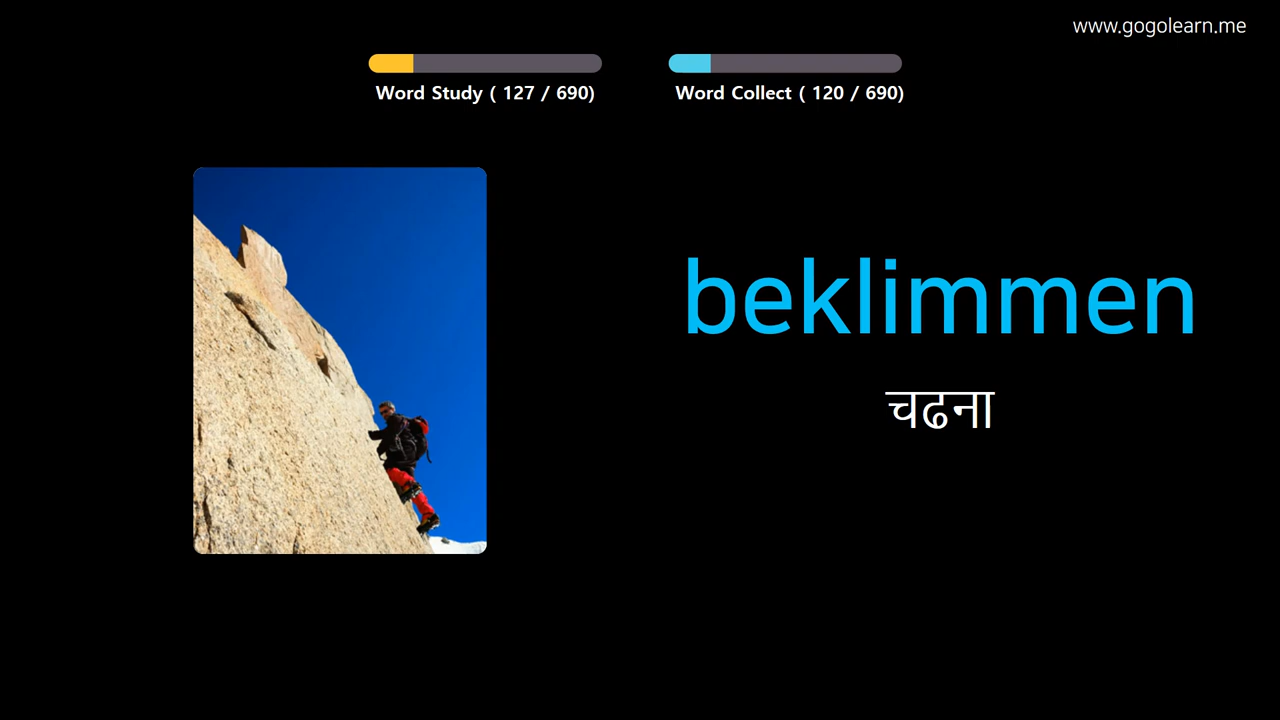 www.gogolearn.me
Word Study ( 127 / 690)
Word Collect ( 120 / 690)
beklimmen
चढना